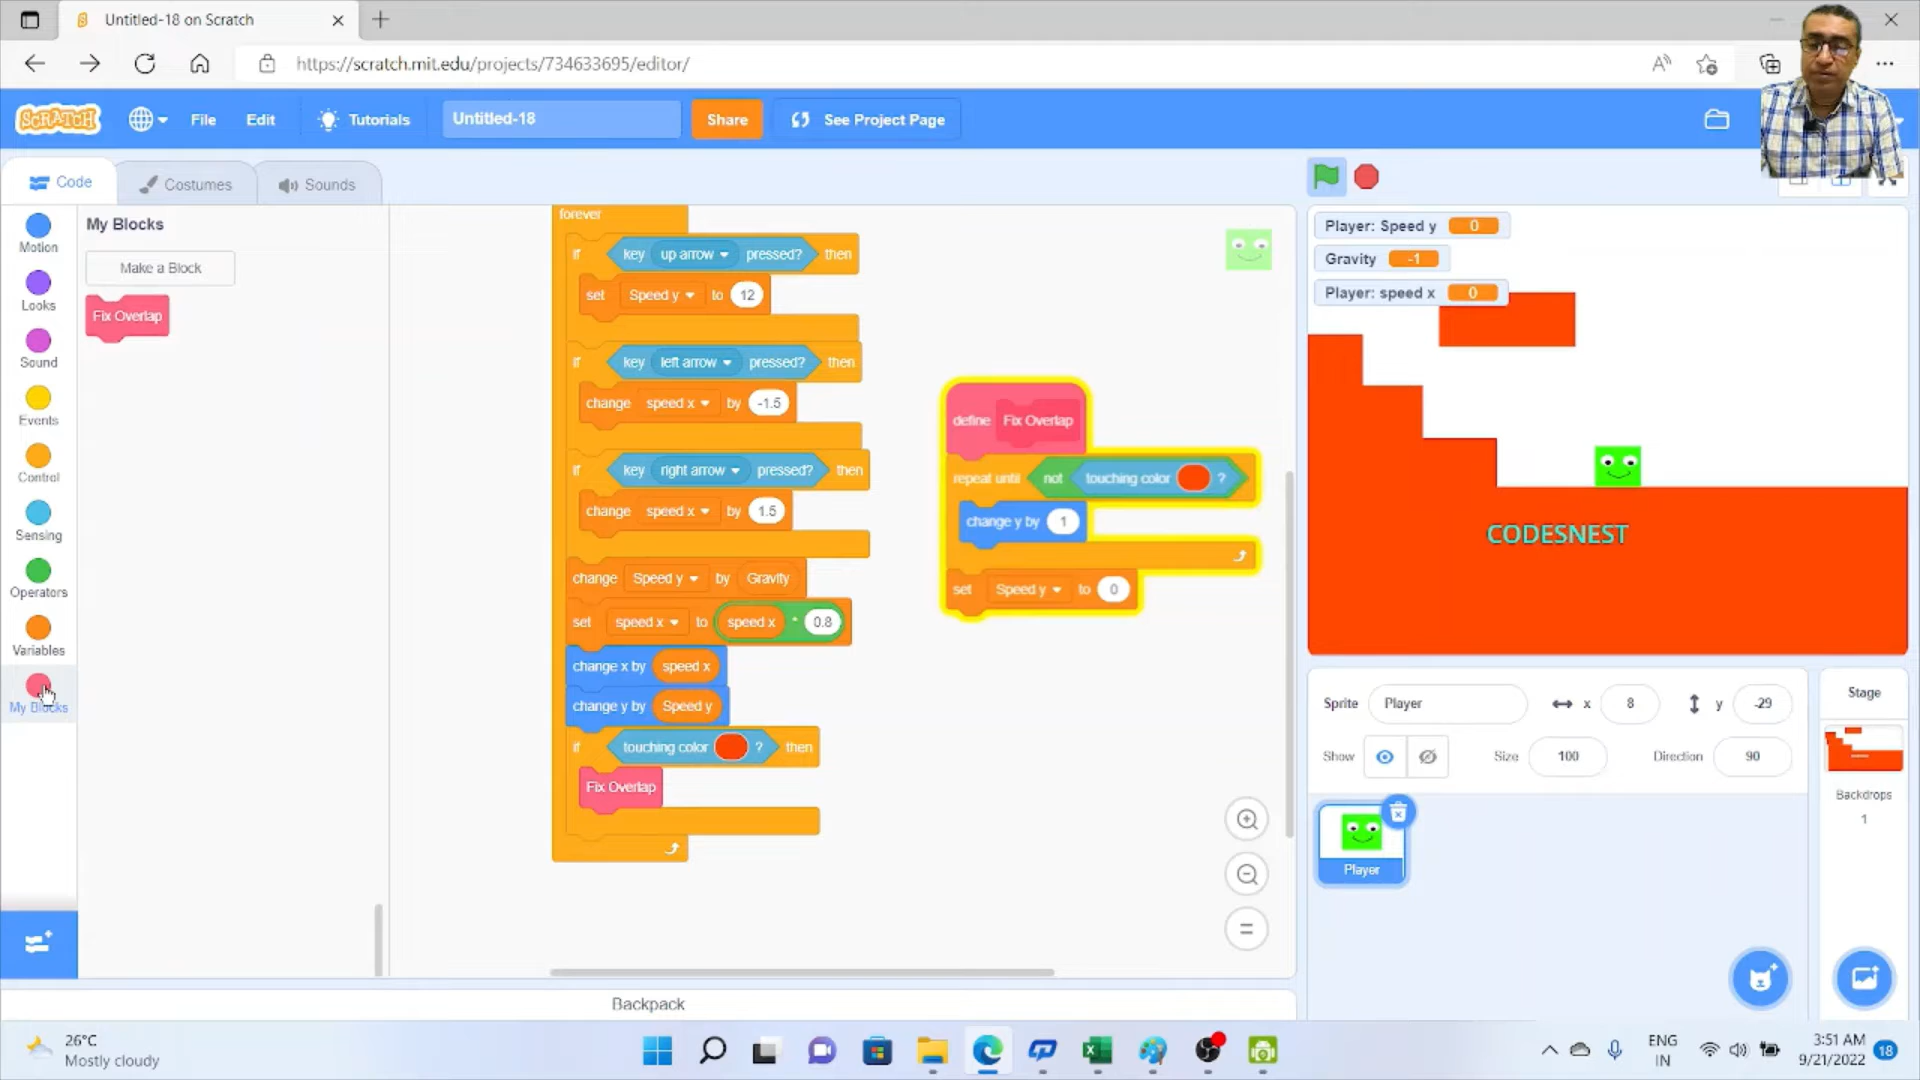 Untitled-18 on Scratch
https://scratch.mit.edu/projects/734633695/editor/
SCRATCH
File
Edit
Tutorials
Untitled-18
Share
See Project Page
Code
Costumes
Sounds
Motion
Looks
Sound
Events
Control
Sensing
Operators
Variables
My Blocks
My Blocks
Make a Block
Fix Overlap
forever
if key up arrow pressed? then
set Speed y to 12
if key left arrow pressed? then
change speed x by -1.5
if key right arrow pressed? then
change speed x by 1.5
change Speed y by Gravity
set speed x to speed x * 0.8
change x by speed x
change y by Speed y
if touching color ? then
Fix Overlap
define Fix Overlap
repeat until not touching color ?
change y by 1
set Speed y to 0
Player: Speed y 0
Gravity -1
Player: speed x 0
CODESNEST
Sprite Player x 8 y -29
Show Size 100 Direction 90
Player
Stage
Backdrops
1
Backpack
26°C
Mostly cloudy
ENG
IN
3:51 AM
9/21/2022
18